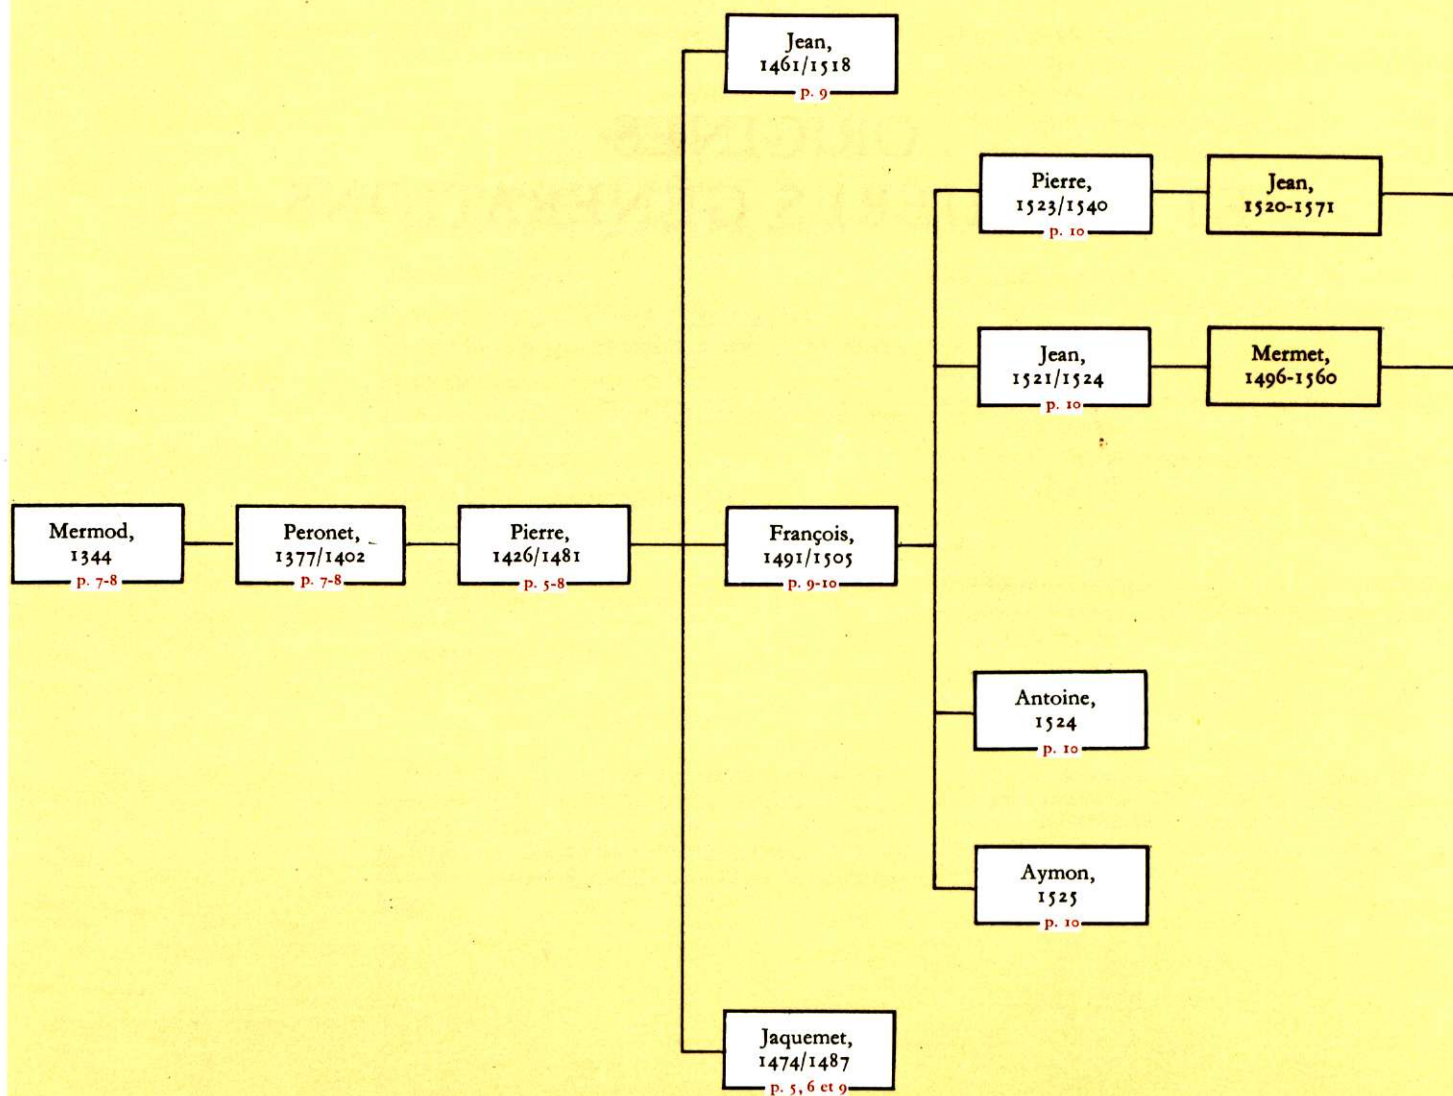 Jean,
1461/1518
p. 9
Pierre,
1523/1540
p. 10
Jean,
1520-1571
Jean,
1521/1524
p. 10
Mermet,
1496-1560
Mermod,
1344
p. 7-8
Peronet,
1377/1402
p. 7-8
Pierre,
1426/1481
p. 5-8
François,
1491/1505
p. 9-10
Antoine,
1524
p. 10
Aymon,
1525
p. 10
Jaquemet,
1474/1487
p. 5, 6 et 9